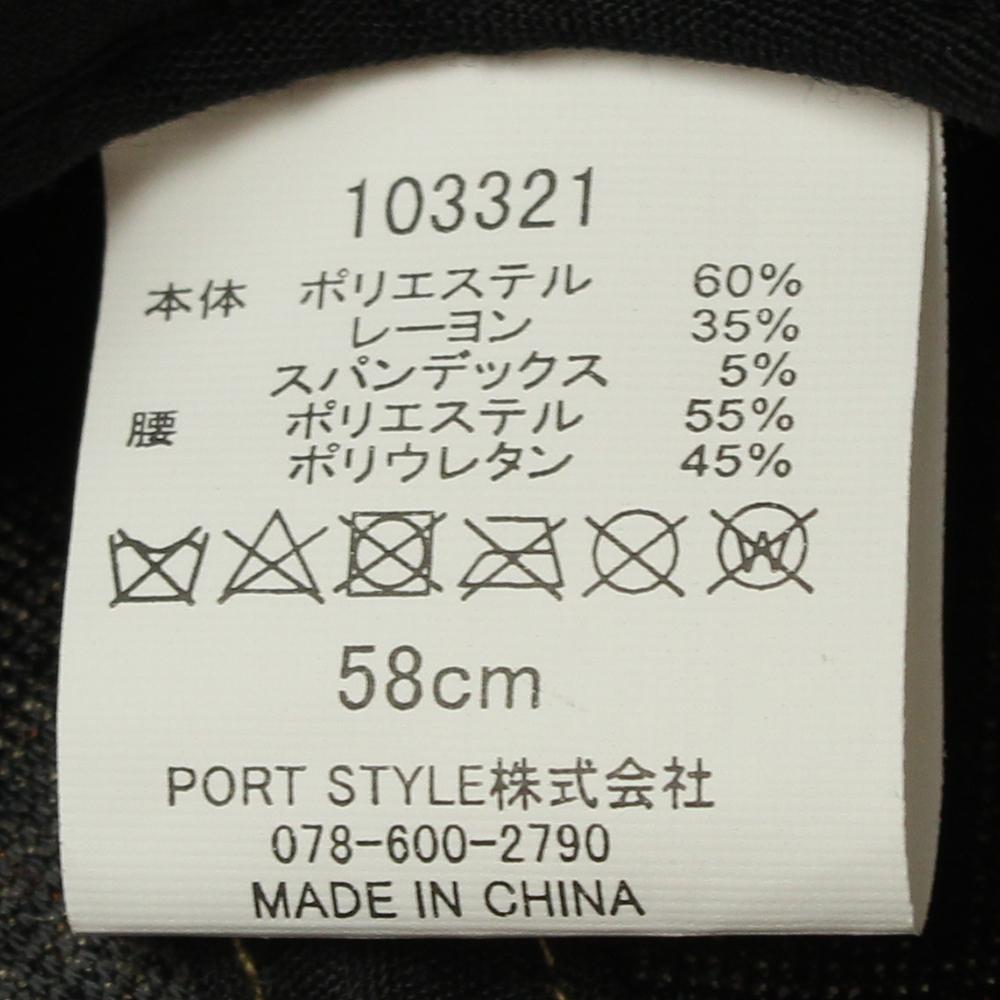 103321
本体 ポリエステル 60%
レーヨン 35%
スパンデックス 5%
腰 ポリエステル 55%
ポリウレタン 45%
W
58cm
PORT STYLE株式会社
078-600-2790
MADE IN CHINA